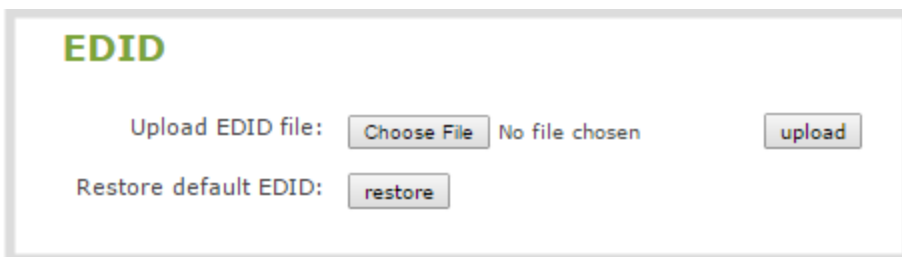 EDID
Upload EDID file: Choose File No file chosen upload
Restore default EDID: restore